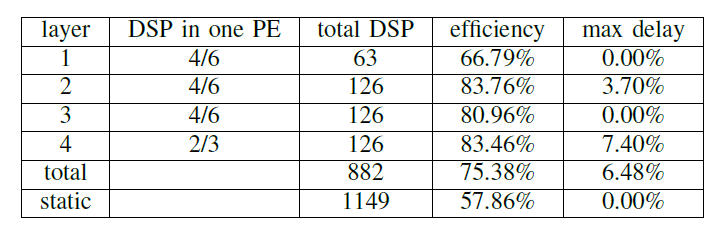 layer DSP in one PE total DSP efficiency max delay
1 4/6 63 66.79% 0.00%
2 4/6 126 83.76% 3.70%
3 4/6 126 80.96% 0.00%
4 2/3 126 83.46% 7.40%
total 882 75.38% 6.48%
static 1149 57.86% 0.00%